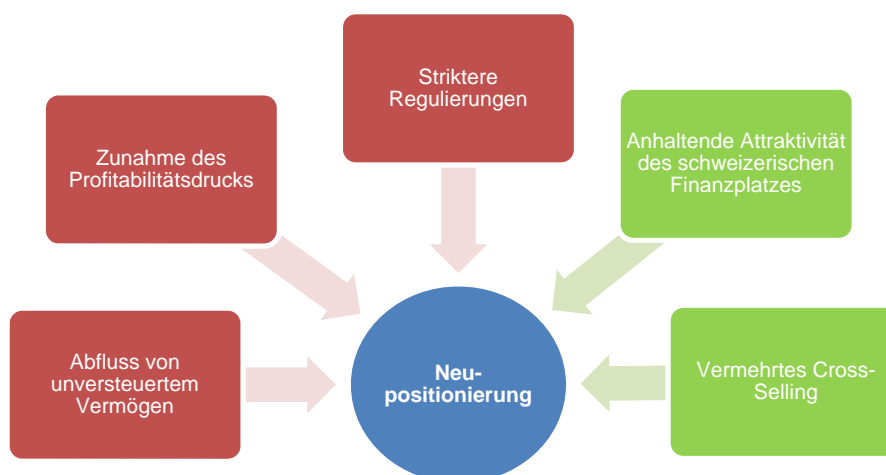 Striktere
Regulierungen
Zunahme des
Profitabilitätsdrucks
Anhaltende Attraktivität
des schweizerischen
Finanzplatzes
Abfluss von
unversteuertem
Vermögen
Neu-
positionierung
Vermehrtes Cross-
Selling